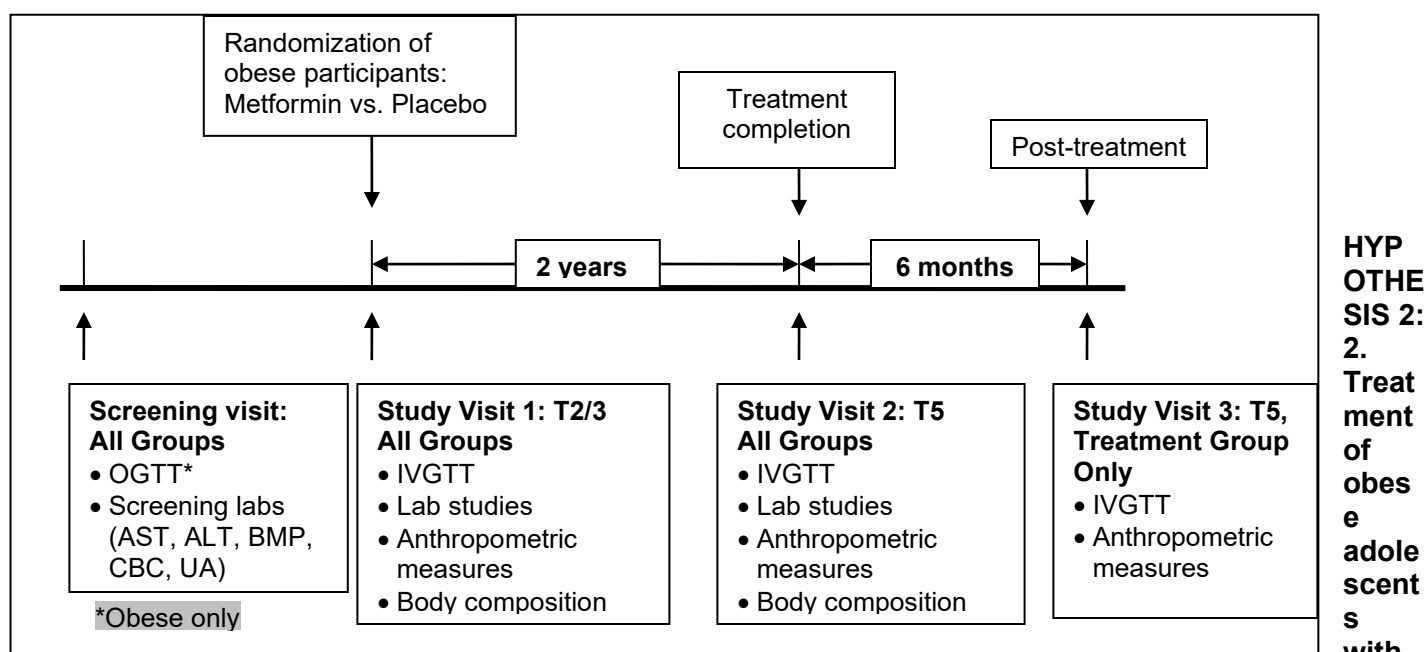 Randomization of
obese participants:
Metformin vs. Placebo
Treatment
completion
Post-treatment
2 years
6 months
Screening visit:
All Groups
• OGTT*
• Screening labs
(AST, ALT, BMP,
CBC, UA)
*Obese only
Study Visit 1: T2/3
All Groups
• IVGTT
• Lab studies
• Anthropometric
measures
• Body composition
Study Visit 2: T5
All Groups
• IVGTT
• Lab studies
• Anthropometric
measures
• Body composition
Study Visit 3: T5,
Treatment Group
Only
• IVGTT
• Anthropometric
measures
HYP
OTHE
SIS 2:
2.
Treat
ment
of
obes
e
adole
scent
s
with